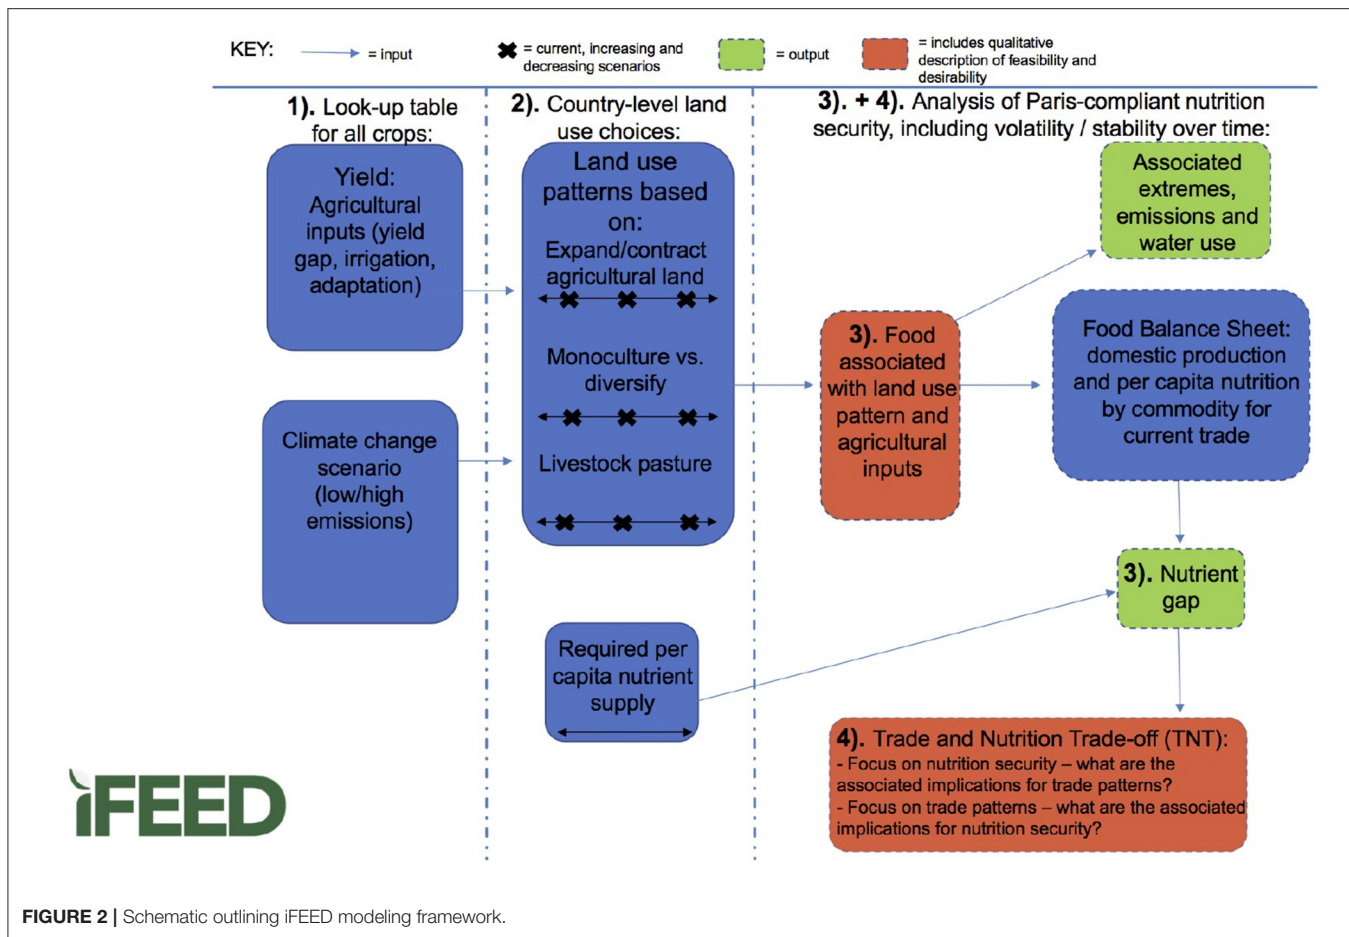 KEY:
= input
= current, increasing and
decreasing scenarios
= output
= includes qualitative
description of feasibility and
desirability
1). Look-up table
for all crops:
2). Country-level land
use choices:
3). + 4). Analysis of Paris-compliant nutrition
security, including volatility / stability over time:
Yield:
Agricultural
inputs (yield
gap, irrigation,
adaptation)
Climate change
scenario
(low/high
emissions)
Land use
patterns based
on:
Expand/contract
agricultural land
Monoculture vs.
diversify
Livestock pasture
Required per
capita nutrient
supply
3). Food
associated
with land use
pattern and
agricultural
inputs
Associated
extremes,
emissions and
water use
Food Balance Sheet:
domestic production
and per capita nutrition
by commodity for
current trade
3). Nutrient
gap
4). Trade and Nutrition Trade-off (TNT):
- Focus on nutrition security – what are the
associated implications for trade patterns?
- Focus on trade patterns – what are the associated
implications for nutrition security?
iFEED
FIGURE 2 | Schematic outlining iFEED modeling framework.